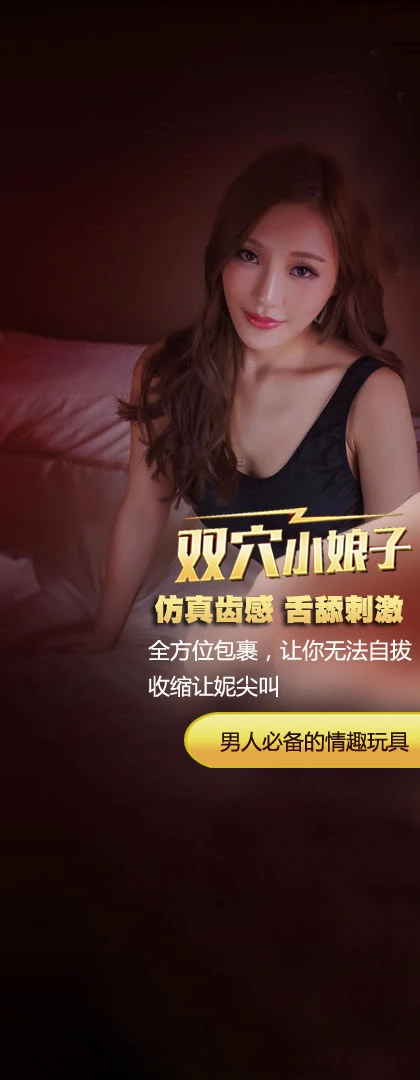 双穴小娘子
仿真齿感 舌舔刺激
全方位包裹，让你无法自拔
收缩让妮尖叫
男人必备的情趣玩具